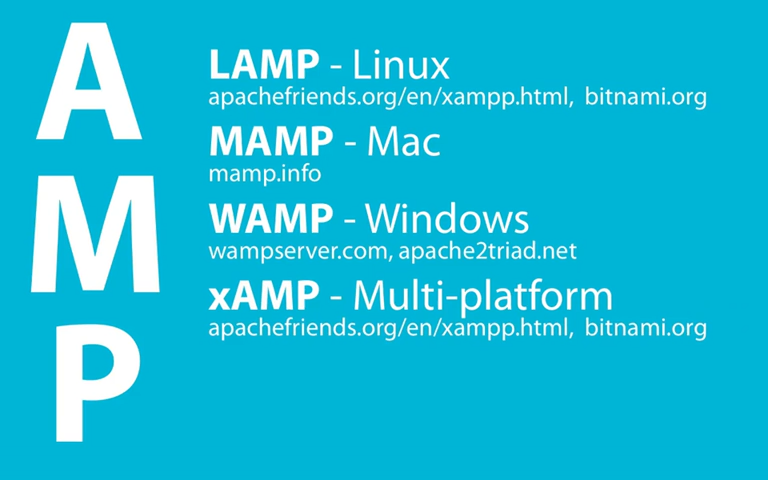 A
M
P
LAMP - Linux
apachefriends.org/en/xampp.html, bitnami.org
MAMP - Mac
mamp.info
WAMP - Windows
wampserver.com, apache2triad.net
xAMP - Multi-platform
apachefriends.org/en/xampp.html, bitnami.org